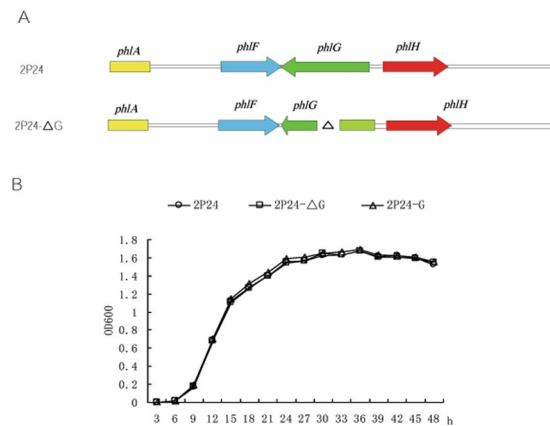 A
phlA phlF phlG phlH
2P24
phlA phlF phlG phlH
2P24-△G △
B
2P24 2P24-△G 2P24-G
1.8
1.6
1.4
1.2
1
0.8
0.6
0.4
0.2
0
OD600
3 6 9 12 15 18 21 24 27 30 33 36 39 42 45 48 h